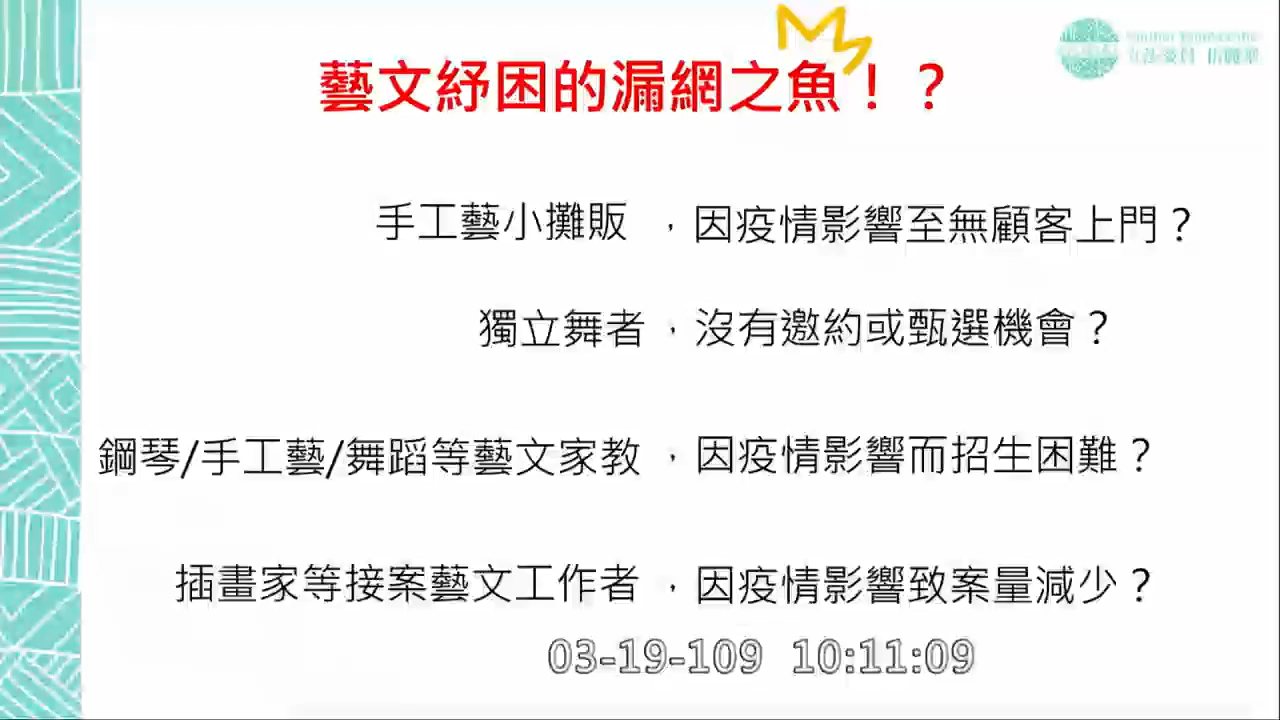 藝文紓困的漏網之魚！？
手工藝小攤販 ，因疫情影響至無顧客上門？
獨立舞者 ，沒有邀約或甄選機會？
鋼琴/手工藝/舞蹈等藝文家教 ，因疫情影響而招生困難？
插畫家等接案藝文工作者 ，因疫情影響致案量減少？
03-19-109 10:11:09